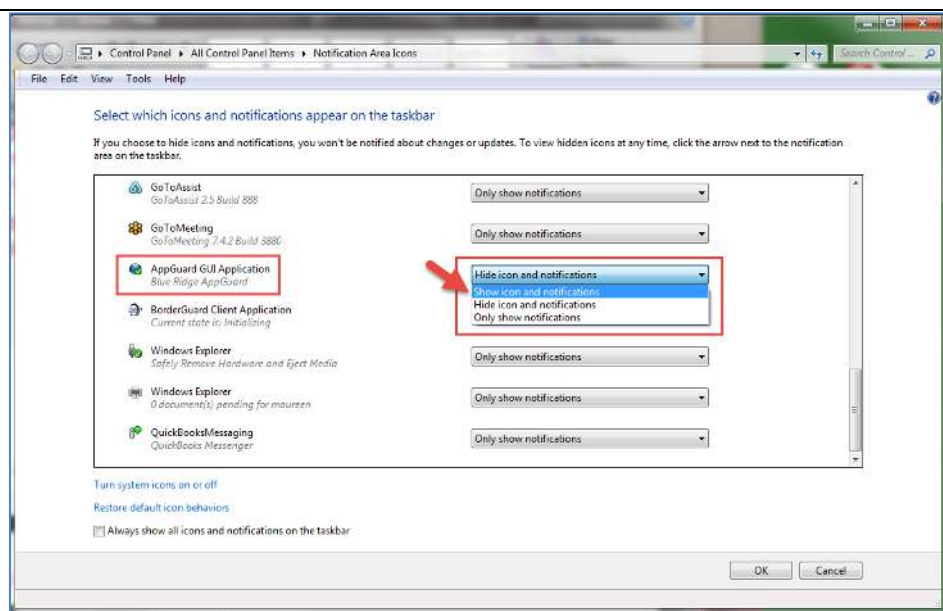 Control Panel ▸ All Control Panel Items ▸ Notification Area Icons
Search Control ...
File Edit View Tools Help
Select which icons and notifications appear on the taskbar
If you choose to hide icons and notifications, you won't be notified about changes or updates. To view hidden icons at any time, click the arrow next to the notification
area on the taskbar.
GoToAssist
GoToAssist 2.5 Build 888
Only show notifications
GoToMeeting
GoToMeeting 7.4.2 Build 3880
Only show notifications
AppGuard GUI Application
Blue Ridge AppGuard
Hide icon and notifications
Show icon and notifications
Hide icon and notifications
Only show notifications
BorderGuard Client Application
Current state is: Initializing
Windows Explorer
Safely Remove Hardware and Eject Media
Only show notifications
Windows Explorer
0 document(s) pending for maureen
Only show notifications
QuickBooksMessaging
QuickBooks Messenger
Only show notifications
Turn system icons on or off
Restore default icon behaviors
Always show all icons and notifications on the taskbar
OK
Cancel